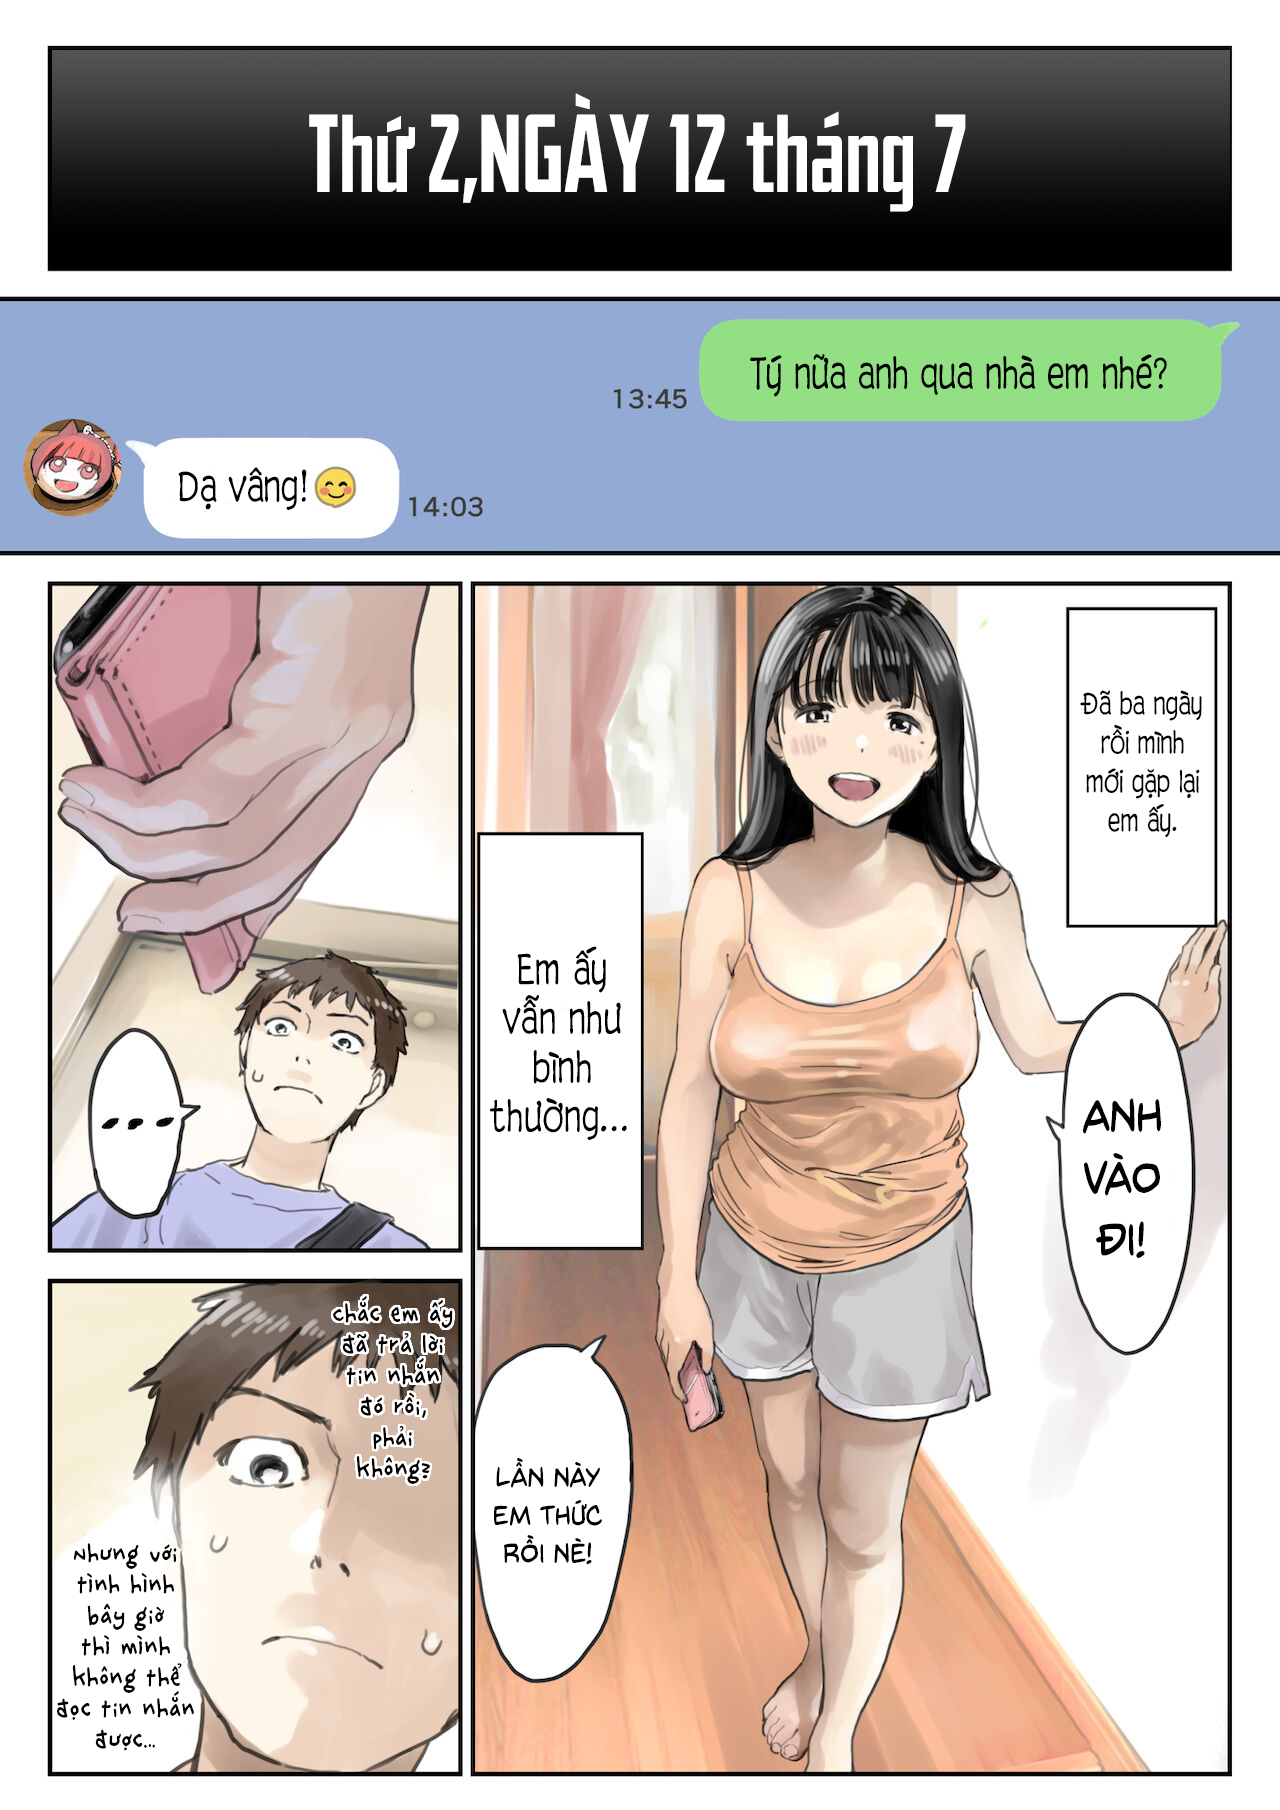 Thứ 2,NGÀY 12 tháng 7
Tý nữa anh qua nhà em nhé?
13:45
Dạ vâng!😊
14:03
Đã ba ngày
rồi mình
mới gặp lại
em ấy.
ANH
VÀO
ĐI!
Em ấy
vẫn như
bình
thường...
LẦN NÀY
EM THỨC
RỒI NÈ!
...
chắc em ấy
đã trả lời
tin nhắn
đó rồi,
phải
không?
Nhưng với
tình hình
bây giờ
thì mình
không thể
đọc tin nhắn
được...